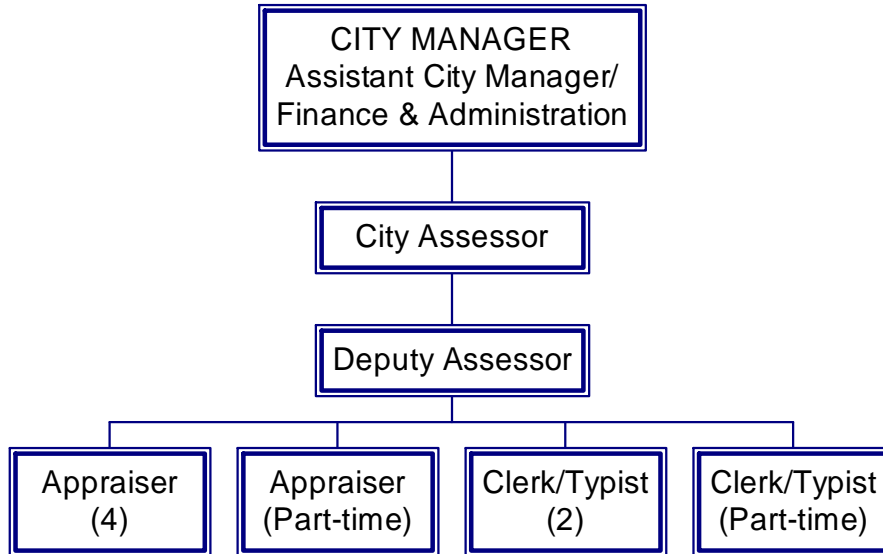 CITY MANAGER
Assistant City Manager/
Finance & Administration
City Assessor
Deputy Assessor
Appraiser
(4)
Appraiser
(Part-time)
Clerk/Typist
(2)
Clerk/Typist
(Part-time)